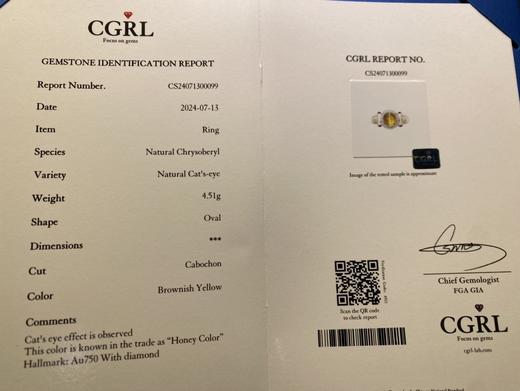 CGRL
Focus on gems
GEMSTONE IDENTIFICATION REPORT
Report Number. CS24071300099
Date 2024-07-13
Item Ring
Species Natural Chrysoberyl
Variety Natural Cat's-eye
Weight 4.51g
Shape Oval
Dimensions ***
Cut Cabochon
Color Brownish Yellow
Comments
Cat's eye effect is observed
This color is known in the trade as "Honey Color"
Hallmark: Au750 With diamond
CGRL REPORT NO.
CS24071300099
CGRL
Image of the tested sample is approximate
Scan the QR code
to check report
Chief Gemologist
FGA GIA
CGRL
Focus on gems
cgrl-lab.com